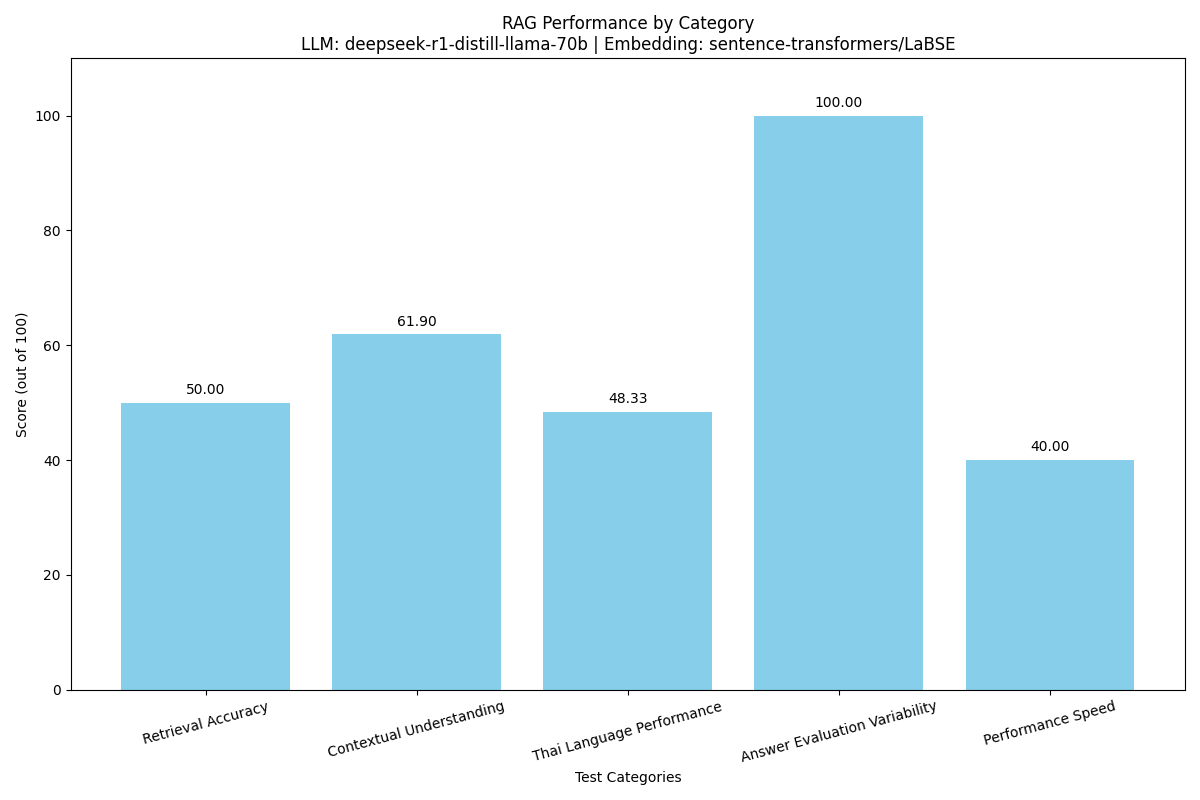 RAG Performance by Category
LLM: deepseek-r1-distill-llama-70b | Embedding: sentence-transformers/LaBSE
Score (out of 100)
100
80
60
40
20
0
50.00
61.90
48.33
100.00
40.00
Retrieval Accuracy
Contextual Understanding
Thai Language Performance
Answer Evaluation Variability
Performance Speed
Test Categories